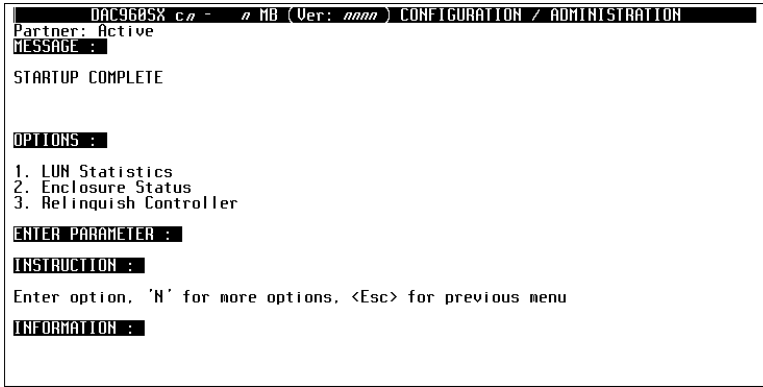 DAC960SX cn - n MB (Ver: nnnn) CONFIGURATION / ADMINISTRATION
Partner: Active
MESSAGE :
STARTUP COMPLETE
OPTIONS :
1. LUN Statistics
2. Enclosure Status
3. Relinquish Controller
ENTER PARAMETER :
INSTRUCTION :
Enter option, 'N' for more options, <Esc> for previous menu
INFORMATION :